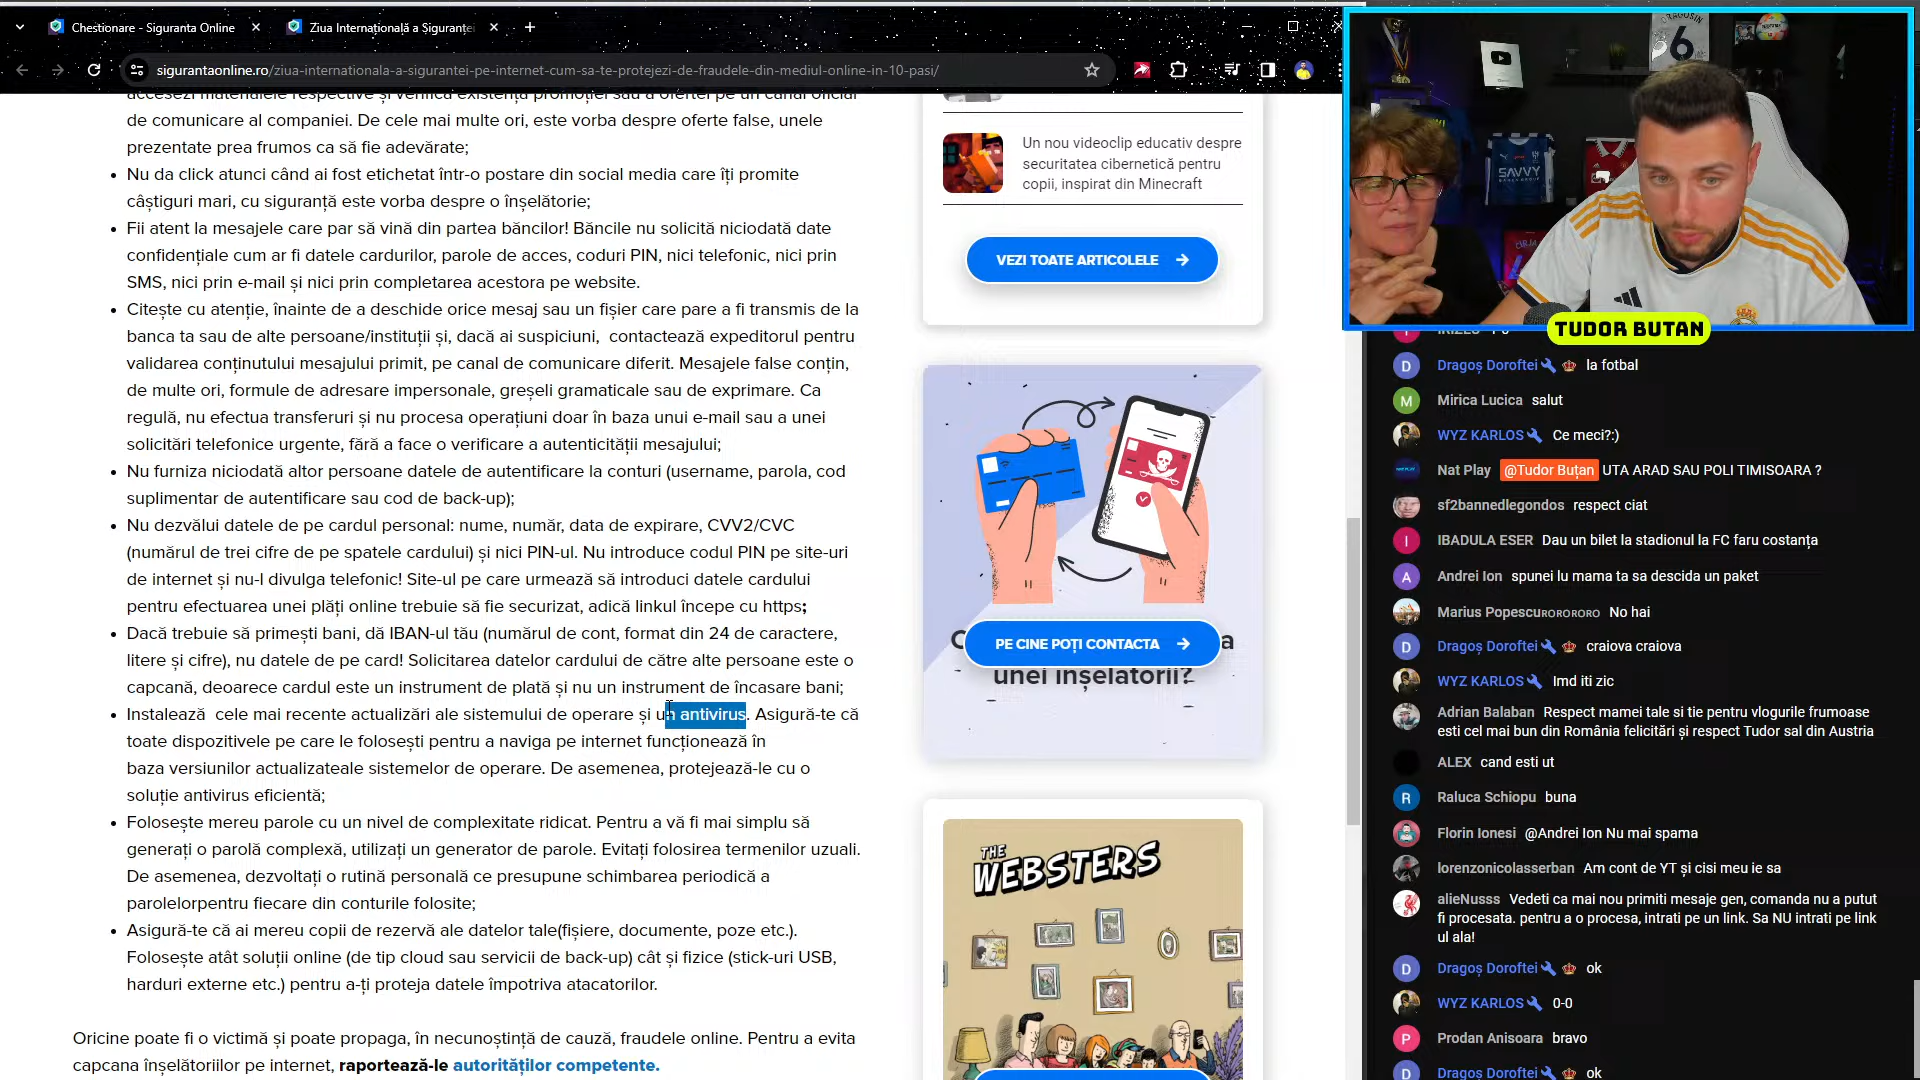 Chestionare - Siguranta Online
Ziua Internațională a Siguranței
sigurantaonline.ro/ziua-internationala-a-sigurantei-pe-internet-cum-sa-te-protejezi-de-fraudele-din-mediul-online-in-10-pasi/
accesezi materialele respective și verifică existența promoției sau a ofertei pe un canal oficial
de comunicare al companiei. De cele mai multe ori, este vorba despre oferte false, unele
prezentate prea frumos ca să fie adevărate;
Nu da click atunci când ai fost etichetat într-o postare din social media care îți promite
câștiguri mari, cu siguranță este vorba despre o înșelătorie;
Fii atent la mesajele care par să vină din partea băncilor! Băncile nu solicită niciodată date
confidențiale cum ar fi datele cardurilor, parole de acces, coduri PIN, nici telefonic, nici prin
SMS, nici prin e-mail și nici prin completarea acestora pe website.
Citește cu atenție, înainte de a deschide orice mesaj sau un fișier care pare a fi transmis de la
banca ta sau de alte persoane/instituții și, dacă ai suspiciuni,  contactează expeditorul pentru
validarea conținutului mesajului primit, pe canal de comunicare diferit. Mesajele false conțin,
de multe ori, formule de adresare impersonale, greșeli gramaticale sau de exprimare. Ca
regulă, nu efectua transferuri și nu procesa operațiuni doar în baza unui e-mail sau a unei
solicitări telefonice urgente, fără a face o verificare a autenticității mesajului;
Nu furniza niciodată altor persoane datele de autentificare la conturi (username, parola, cod
suplimentar de autentificare sau cod de back-up);
Nu dezvălui datele de pe cardul personal: nume, număr, data de expirare, CVV2/CVC
(numărul de trei cifre de pe spatele cardului) și nici PIN-ul. Nu introduce codul PIN pe site-uri
de internet și nu-l divulga telefonic! Site-ul pe care urmează să introduci datele cardului
pentru efectuarea unei plăți online trebuie să fie securizat, adică linkul începe cu https;
Dacă trebuie să primești bani, dă IBAN-ul tău (numărul de cont, format din 24 de caractere,
litere și cifre), nu datele de pe card! Solicitarea datelor cardului de către alte persoane este o
capcană, deoarece cardul este un instrument de plată și nu un instrument de încasare bani;
Instalează  cele mai recente actualizări ale sistemului de operare și un antivirus. Asigură-te că
toate dispozitivele pe care le folosești pentru a naviga pe internet funcționează în
baza versiunilor actualizateale sistemelor de operare. De asemenea, protejează-le cu o
soluție antivirus eficientă;
Folosește mereu parole cu un nivel de complexitate ridicat. Pentru a vă fi mai simplu să
generați o parolă complexă, utilizați un generator de parole. Evitați folosirea termenilor uzuali.
De asemenea, dezvoltați o rutină personală ce presupune schimbarea periodică a
parolelorpentru fiecare din conturile folosite;
Asigură-te că ai mereu copii de rezervă ale datelor tale(fișiere, documente, poze etc.).
Folosește atât soluții online (de tip cloud sau servicii de back-up) cât și fizice (stick-uri USB,
harduri externe etc.) pentru a-ți proteja datele împotriva atacatorilor.
Oricine poate fi o victimă și poate propaga, în necunoștință de cauză, fraudele online. Pentru a evita
capcana înșelătoriilor pe internet, raportează-le autorităților competente.
Un nou videoclip educativ despre
securitatea cibernetică pentru
copii, inspirat din Minecraft
VEZI TOATE ARTICOLELE
PE CINE POȚI CONTACTA
unei înșelătorii?
THE
WEBSTERS
DRAGOSIN
6
SAVVY
TUDOR BUTAN
Dragoș Doroftei la fotbal
Mirica Lucica salut
WYZ KARLOS Ce meci?:)
Nat Play @Tudor Buțan UTA ARAD SAU POLI TIMISOARA ?
sf2bannedlegondos respect ciat
IBADULA ESER Dau un bilet la stadionul la FC faru costanța
Andrei Ion spunei lu mama ta sa descida un paket
Marius Popescuʀᴏʀᴏʀᴏʀᴏ No hai
Dragoș Doroftei craiova craiova
WYZ KARLOS Imd iti zic
Adrian Balaban Respect mamei tale si tie pentru vlogurile frumoase
esti cel mai bun din România felicitări și respect Tudor sal din Austria
ALEX cand esti ut
Raluca Schiopu buna
Florin Ionesi @Andrei Ion Nu mai spama
lorenzonicolasserban Am cont de YT și cisi meu ie sa
alieNusss Vedeti ca mai nou primiti mesaje gen, comanda nu a putut
fi procesata. pentru a o procesa, intrati pe un link. Sa NU intrati pe link
ul ala!
Dragoș Doroftei ok
WYZ KARLOS 0-0
Prodan Anisoara bravo
Dragoș Doroftei ok